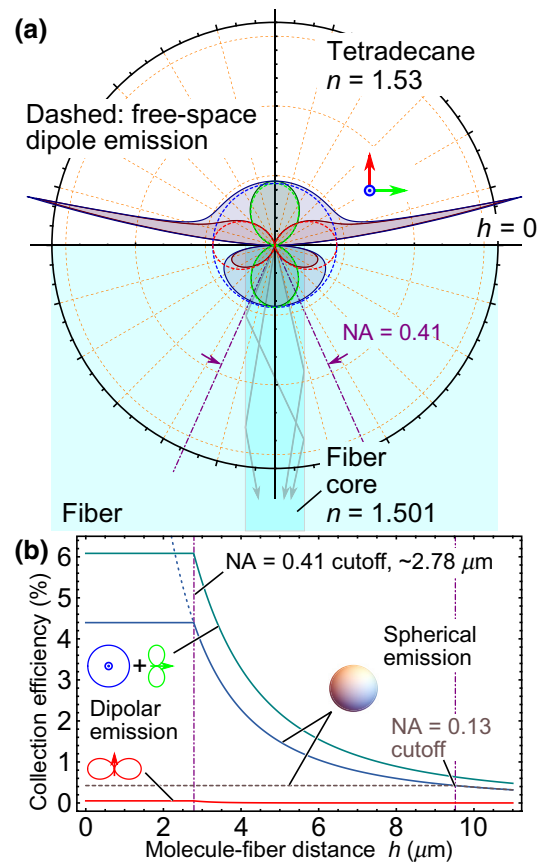 (a)
Tetradecane
n = 1.53
Dashed: free-space
dipole emission
h = 0
NA = 0.41
Fiber
core
n = 1.501
Fiber
(b)
NA = 0.41 cutoff, ~2.78 μm
Spherical
emission
+
Dipolar
emission
NA = 0.13
cutoff
Collection efficiency (%)
6
5
4
3
2
1
0
0 2 4 6 8 10
Molecule-fiber distance h (μm)